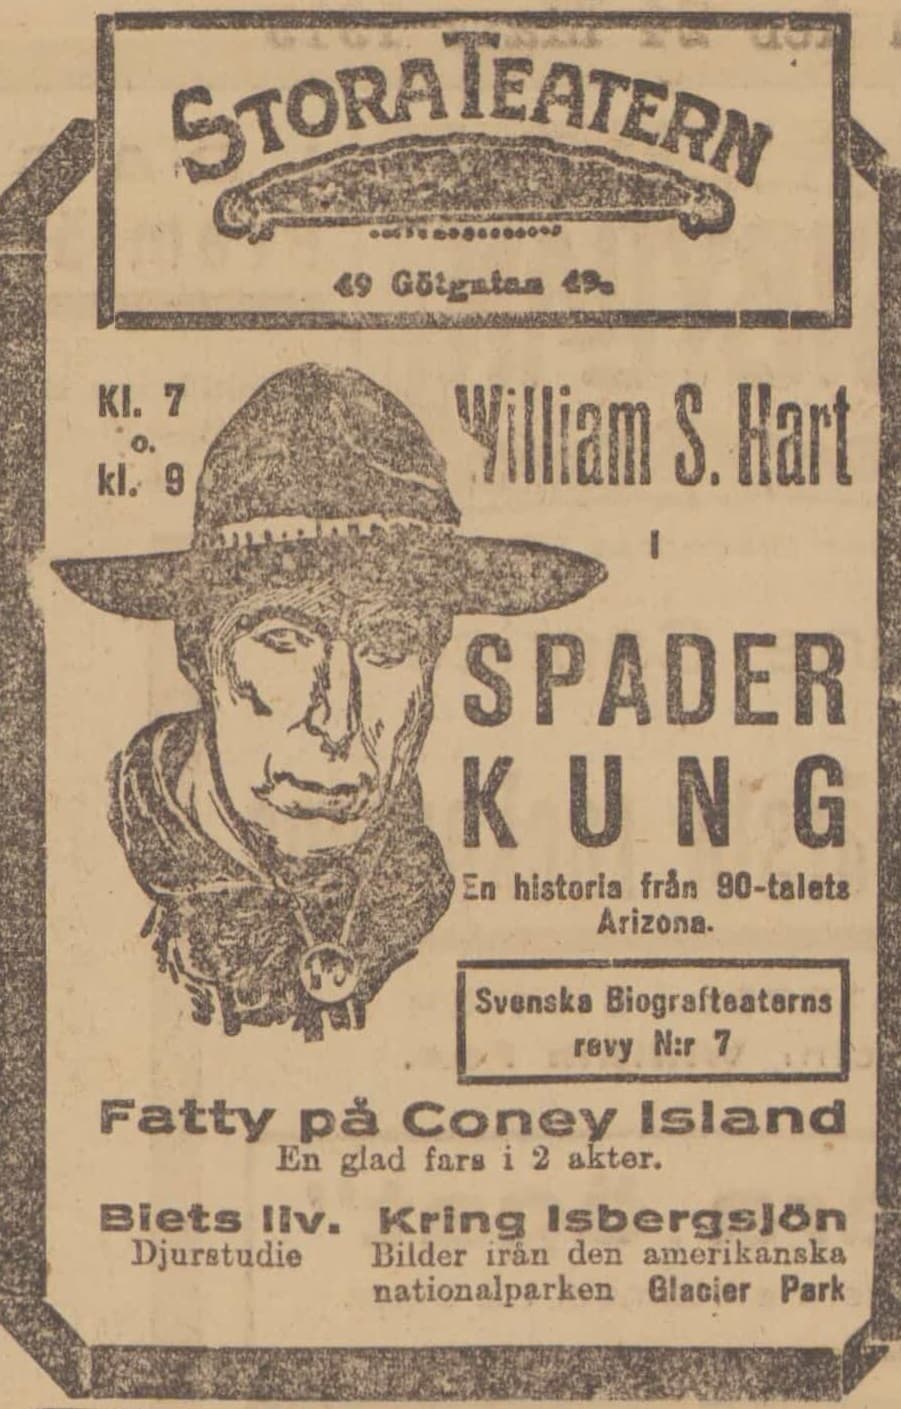 STORA TEATERN
49 Götgatan 49.
Kl. 7
o.
kl. 9
William S. Hart
I
SPADER
KUNG
En historia från 90-talets
Arizona.
Svenska Biografteaterns
revy N:r 7
Fatty på Coney Island
En glad fars i 2 akter.
Biets liv.
Djurstudie
Kring Isbergsjön
Bilder från den amerikanska
nationalparken Glacier Park